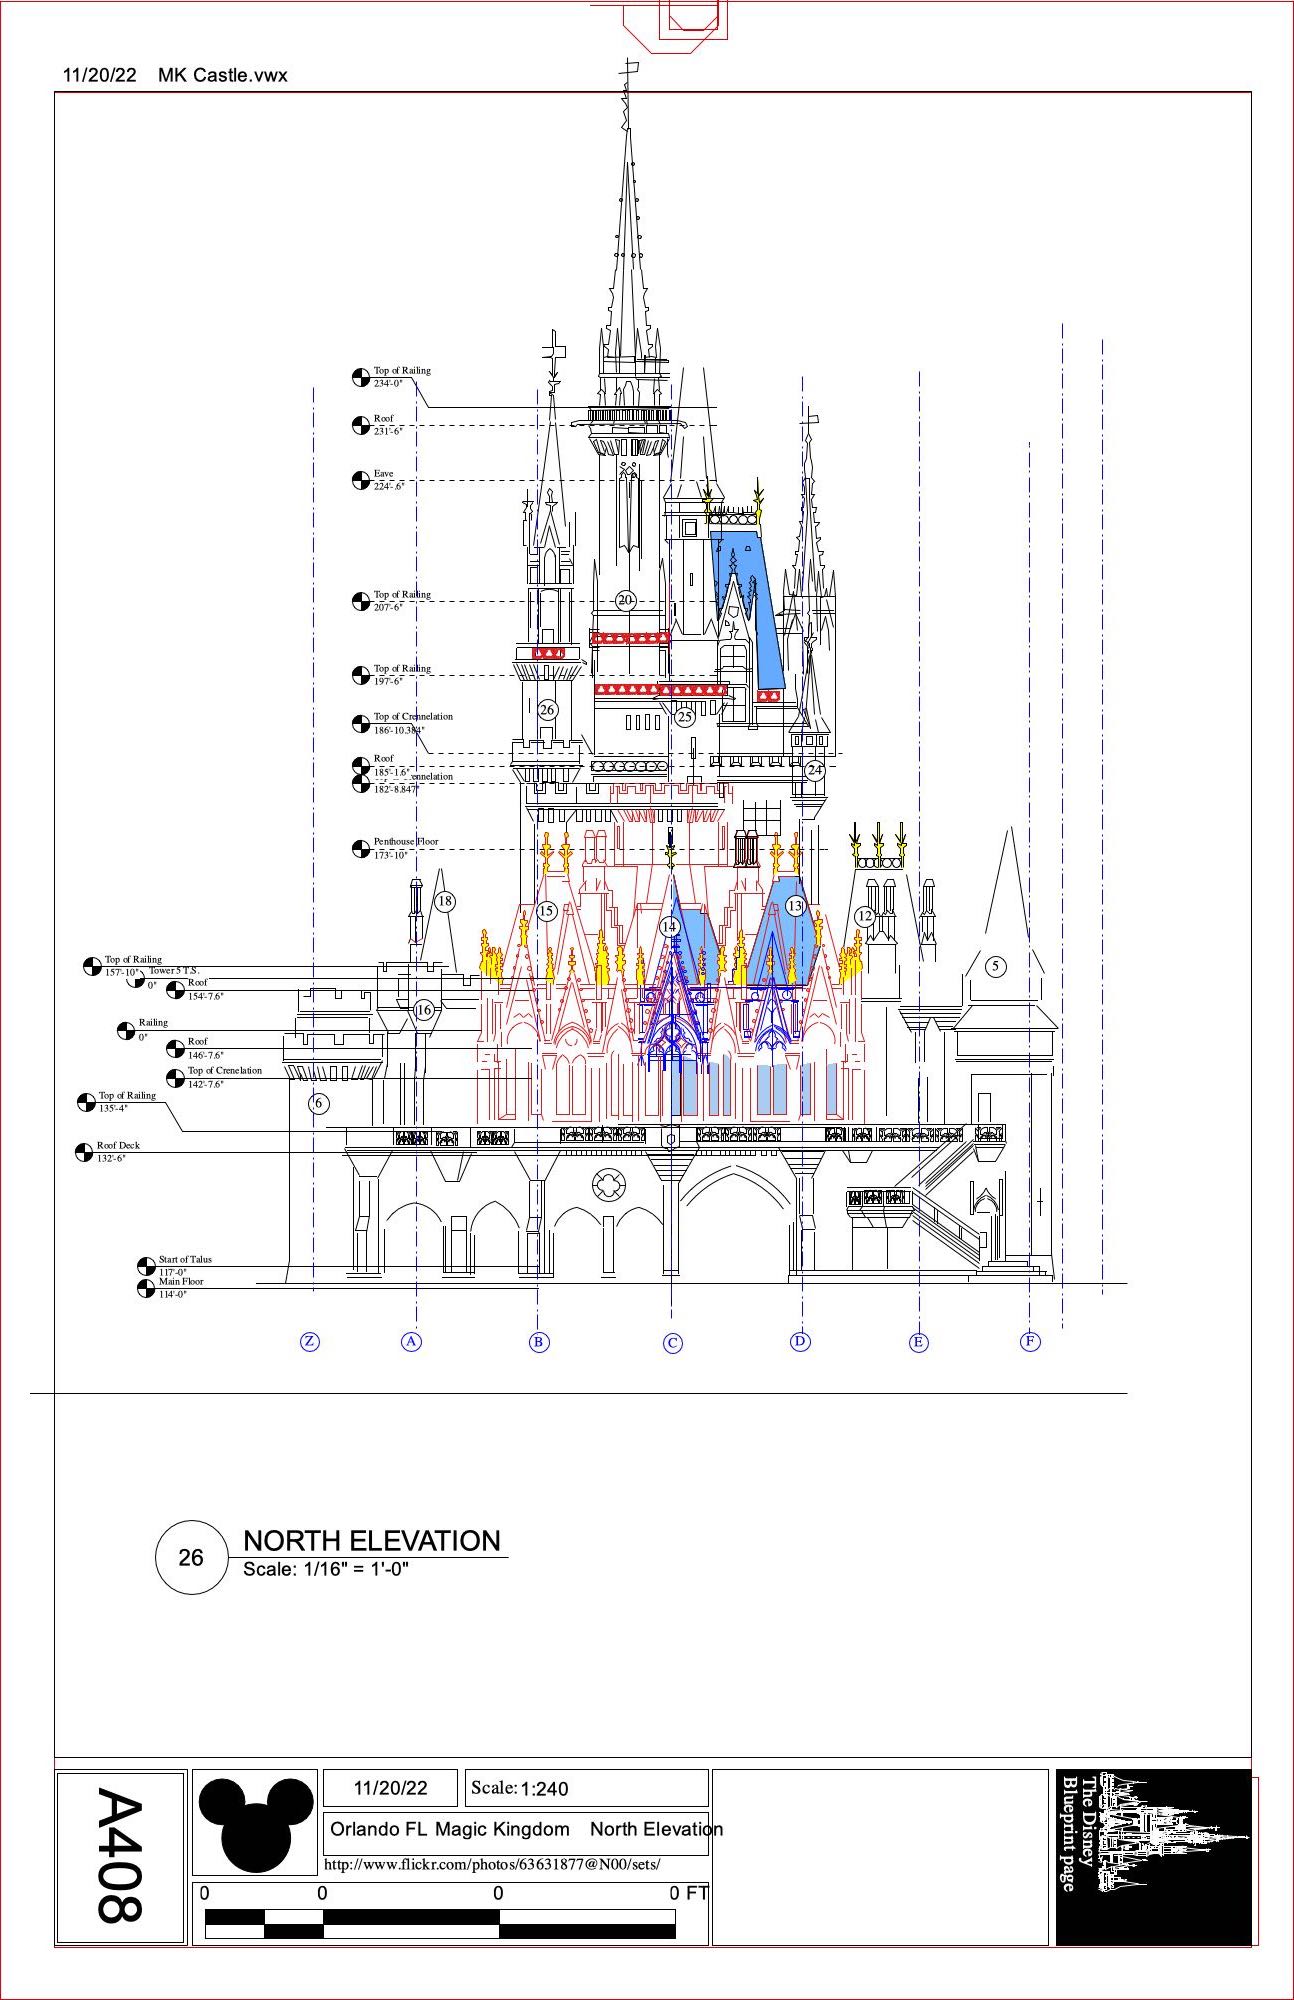 11/20/22 MK Castle.vwx
Top of Railing
234'-0"
Roof
231'-6"
Eave
224'-.6"
Top of Railing
207'-6"
20
Top of Railing
197'-6"
26
25
Top of Crennelation
186'-10.384"
Roof
185'-1.6"
ennelation
182'-8.847"
24
Penthouse Floor
173'-10"
18
15
14
13
12
5
Top of Railing
157'-10"
Tower 5 T.S.
0"
Roof
154'-7.6"
16
Railing
0"
Roof
146'-7.6"
Top of Crenelation
142'-7.6"
Top of Railing
135'-4"
6
Roof Deck
132'-6"
Start of Talus
117'-0"
Main Floor
114'-0"
Z A B C D E F
26
NORTH ELEVATION
Scale: 1/16" = 1'-0"
A408
11/20/22
Scale: 1:240
Orlando FL Magic Kingdom North Elevation
http://www.flickr.com/photos/63631877@N00/sets/
0 0 0 0 FT
The Disney
Blueprint page